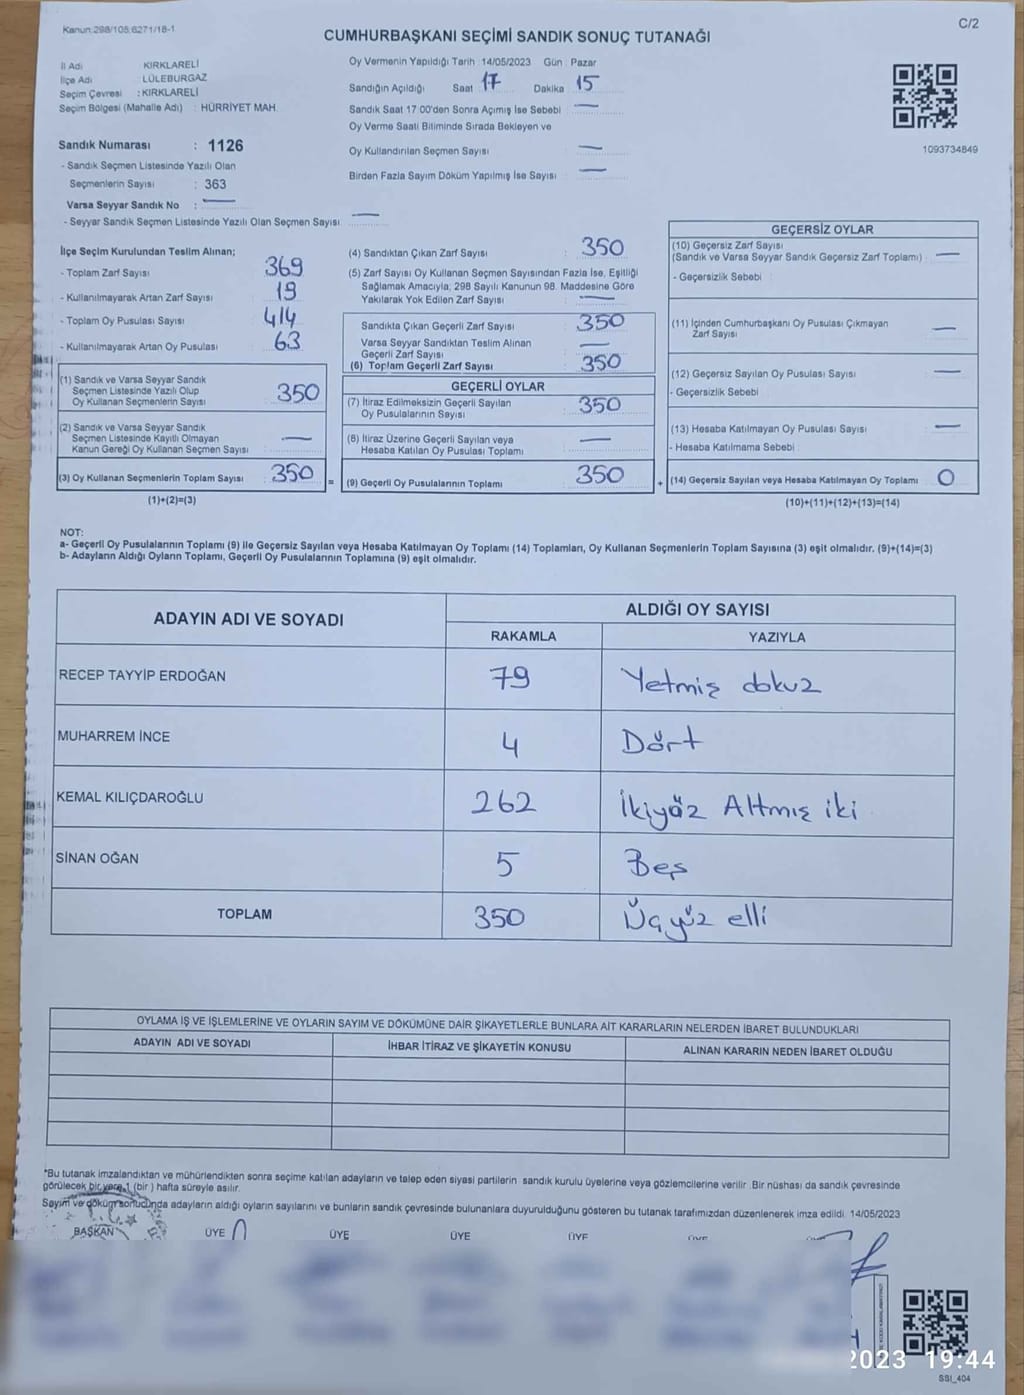 Kanun:298/105;6271/18-1
C/2
CUMHURBAŞKANI SEÇİMİ SANDIK SONUÇ TUTANAĞI
İl Adı KIRKLARELİ
İlçe Adı : LÜLEBURGAZ
Seçim Çevresi : KIRKLARELİ
Seçim Bölgesi (Mahalle Adı) : HÜRRİYET MAH.
Sandık Numarası : 1126
- Sandık Seçmen Listesinde Yazılı Olan
Seçmenlerin Sayısı : 363
Varsa Seyyar Sandık No : —
- Seyyar Sandık Seçmen Listesinde Yazılı Olan Seçmen Sayısı —
Oy Vermenin Yapıldığı Tarih :14/05/2023 Gün : Pazar
Sandığın Açıldığı Saat 17 Dakika 15
Sandık Saat 17:00'den Sonra Açımış İse Sebebi —
Oy Verme Saati Bitiminde Sırada Bekleyen ve
Oy Kullandırılan Seçmen Sayısı —
Birden Fazla Sayım Döküm Yapılmış İse Sayısı —
1093734849
İlçe Seçim Kurulundan Teslim Alınan;
- Toplam Zarf Sayısı 369
- Kullanılmayarak Artan Zarf Sayısı 19
- Toplam Oy Pusulası Sayısı 414
- Kullanılmayarak Artan Oy Pusulası 63
(1) Sandık ve Varsa Seyyar Sandık
Seçmen Listesinde Yazılı Olup
Oy Kullanan Seçmenlerin Sayısı 350
(2) Sandık ve Varsa Seyyar Sandık
Seçmen Listesinde Kayıtlı Olmayan
Kanun Gereği Oy Kullanan Seçmen Sayısı —
(3) Oy Kullanan Seçmenlerin Toplam Sayısı 350 =
(1)+(2)=(3)
(4) Sandıktan Çıkan Zarf Sayısı : 350
(5) Zarf Sayısı Oy Kullanan Seçmen Sayısından Fazla İse, Eşitliği
Sağlamak Amacıyla; 298 Sayılı Kanunun 98. Maddesine Göre
Yakılarak Yok Edilen Zarf Sayısı —
Sandıkta Çıkan Geçerli Zarf Sayısı 350
Varsa Seyyar Sandıktan Teslim Alınan
Geçerli Zarf Sayısı —
(6) Toplam Geçerli Zarf Sayısı 350
GEÇERLİ OYLAR
(7) İtiraz Edilmeksizin Geçerli Sayılan
Oy Pusulalarının Sayısı 350
(8) İtiraz Üzerine Geçerli Sayılan veya
Hesaba Katılan Oy Pusulası Toplamı —
(9) Geçerli Oy Pusulalarının Toplamı 350 +
GEÇERSİZ OYLAR
(10) Geçersiz Zarf Sayısı
(Sandık ve Varsa Seyyar Sandık Geçersiz Zarf Toplamı) —
- Geçersizlik Sebebi :
(11) İçinden Cumhurbaşkanı Oy Pusulası Çıkmayan
Zarf Sayısı —
(12) Geçersiz Sayılan Oy Pusulası Sayısı —
- Geçersizlik Sebebi
(13) Hesaba Katılmayan Oy Pusulası Sayısı —
- Hesaba Katılmama Sebebi
(14) Geçersiz Sayılan veya Hesaba Katılmayan Oy Toplamı 0
(10)+(11)+(12)+(13)=(14)
NOT:
a- Geçerli Oy Pusulalarının Toplamı (9) ile Geçersiz Sayılan veya Hesaba Katılmayan Oy Toplamı (14) Toplamları, Oy Kullanan Seçmenlerin Toplam Sayısına (3) eşit olmalıdır. (9)+(14)=(3)
b- Adayların Aldığı Oyların Toplamı, Geçerli Oy Pusulalarının Toplamına (9) eşit olmalıdır.
ADAYIN ADI VE SOYADI
ALDIĞI OY SAYISI
RAKAMLA YAZIYLA
RECEP TAYYİP ERDOĞAN 79 Yetmiş dokuz
MUHARREM İNCE 4 Dört
KEMAL KILIÇDAROĞLU 262 İkiyüz Altmış iki
SİNAN OĞAN 5 Beş
TOPLAM 350 Üçyüz elli
OYLAMA İŞ VE İŞLEMLERİNE VE OYLARIN SAYIM VE DÖKÜMÜNE DAİR ŞİKAYETLERLE BUNLARA AİT KARARLARIN NELERDEN İBARET BULUNDUKLARI
ADAYIN ADI VE SOYADI İHBAR İTİRAZ VE ŞİKAYETİN KONUSU ALINAN KARARIN NEDEN İBARET OLDUĞU
*Bu tutanak imzalandıktan ve mühürlendikten sonra seçime katılan adayların ve talep eden siyasi partilerin sandık kurulu üyelerine veya gözlemcilerine verilir. Bir nüshası da sandık çevresinde
görülecek bir yere 1 (bir) hafta süreyle asılır.
Sayım ve döküm sonucunda adayların aldığı oyların sayılarını ve bunların sandık çevresinde bulunanlara duyurulduğunu gösteren bu tutanak tarafımızdan düzenlenerek imza edildi. 14/05/2023
BAŞKAN ÜYE ÜYE ÜYE ÜYE
2023 19:44
SSI_404